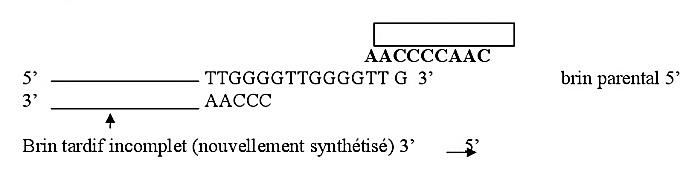 AACCCCAAC
5’ TTGGGGTTGGGGTT G 3’ brin parental 5’
3’ AACCC
Brin tardif incomplet (nouvellement synthétisé) 3’ 5’